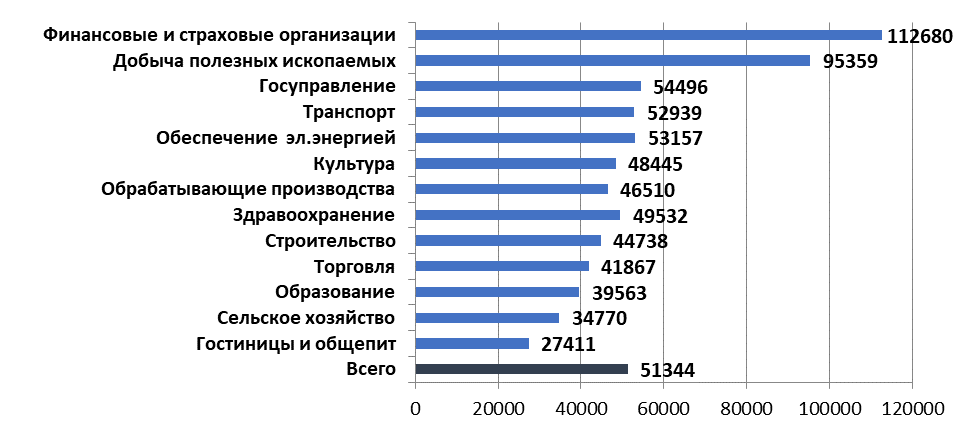 Финансовые и страховые организации 112680
Добыча полезных ископаемых 95359
Госуправление 54496
Транспорт 52939
Обеспечение эл.энергией 53157
Культура 48445
Обрабатывающие производства 46510
Здравоохранение 49532
Строительство 44738
Торговля 41867
Образование 39563
Сельское хозяйство 34770
Гостиницы и общепит 27411
Всего 51344
0 20000 40000 60000 80000 100000 120000